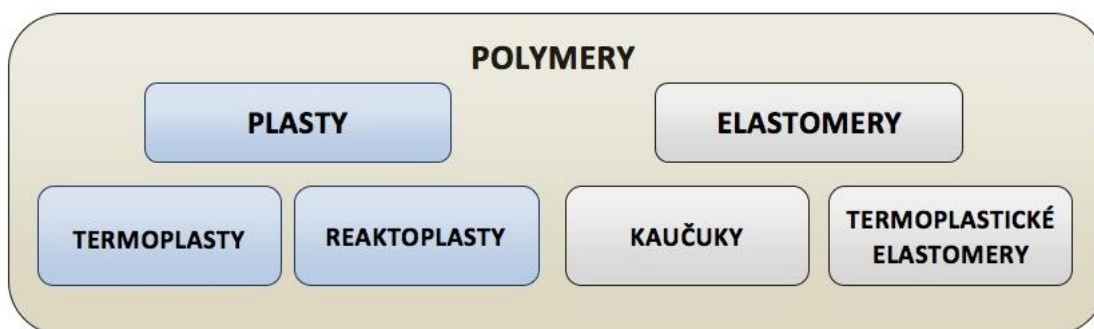 POLYMERY
PLASTY
ELASTOMERY
TERMOPLASTY
REAKTOPLASTY
KAUČUKY
TERMOPLASTICKÉ
ELASTOMERY